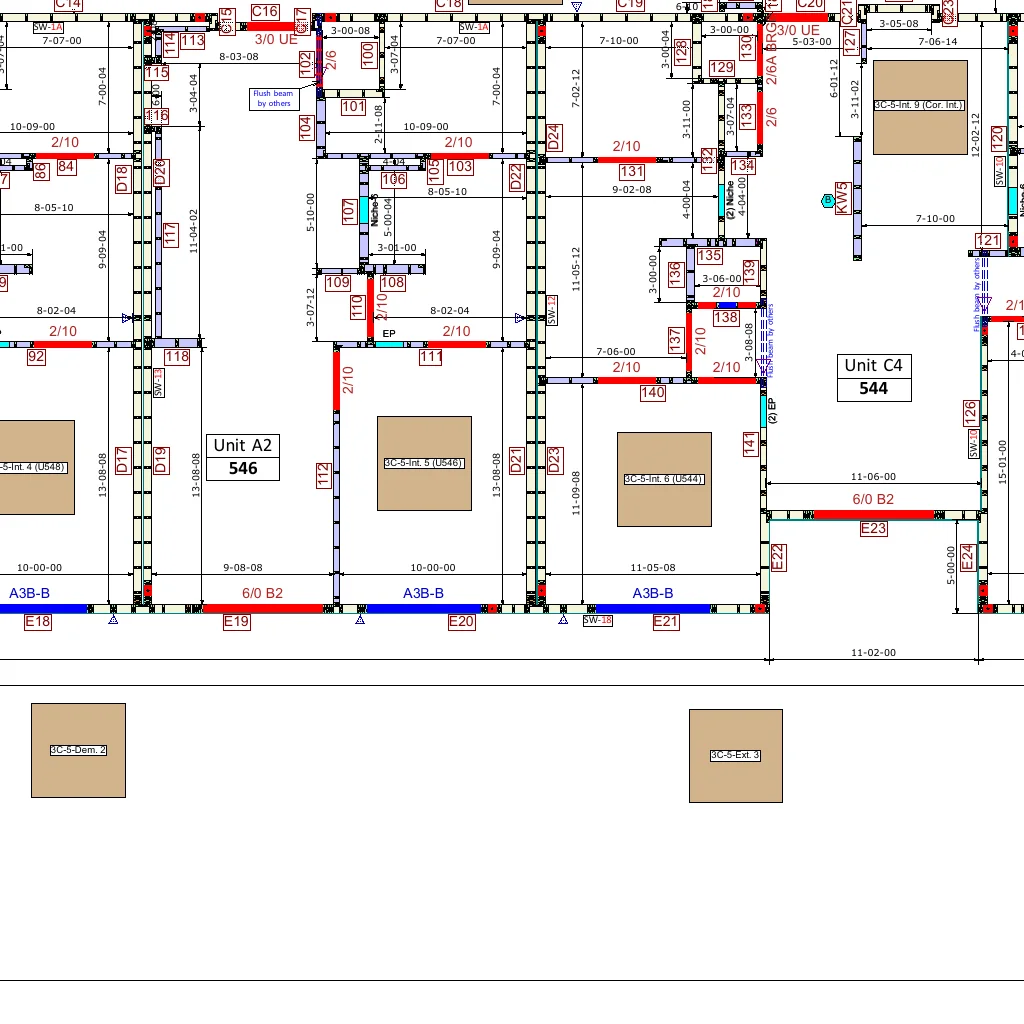 C14
C15
C16
C17
C18
C19
C20
C21
C23
SW-1A
7-07-00
114
113
3/0 UE
8-03-08
102
2/6
3-00-08
100
3-07-04
SW-1A
7-07-00
7-10-00
6-10
128
3-00-04
3-00-00
130
2/6A BRG
3/0 UE
5-03-00
127
3-05-08
7-06-14
115
7-00-04
116
3-04-04
Flush beam
by others
101
104
2-11-08
7-00-04
7-02-12
129
3-11-00
3-07-04
133
2/6
6-01-12
3-11-02
3C-5-Int. 9 (Cor. Int.)
12-02-12
120
10-09-00
2/10
86
84
D18
D20
10-09-00
2/10
4-04
106
105
103
D22
D24
2/10
131
132
134
SW-10
8-05-10
117
11-04-02
9-09-04
5-10-00
107
5-00-04
8-05-10
9-09-04
9-02-08
4-00-04
(2) Niche
4-04-00
B
KW5
7-10-00
121
3-01-00
109
108
110
2/10
3-07-12
11-05-12
SW-12
3-00-00
136
135
3-06-00
139
2/10
138
Flush beam by others
Flush beam by others
8-02-04
2/10
92
118
SW-13
EP
8-02-04
2/10
111
2/10
7-06-00
2/10
137
2/10
3-08-08
2/10
140
Unit C4
544
(2) EP
141
126
SW-10
15-01-00
D17
D19
13-08-08
13-08-08
Unit A2
546
112
3C-5-Int. 5 (U546)
13-08-08
D21
D23
11-09-08
3C-5-Int. 6 (U544)
11-06-00
6/0 B2
E23
E22
E24
5-00-00
10-00-00
9-08-08
10-00-00
11-05-08
A3B-B
6/0 B2
A3B-B
A3B-B
E18
E19
E20
SW-18
E21
11-02-00
3C-5-Dem. 2
3C-5-Ext. 3